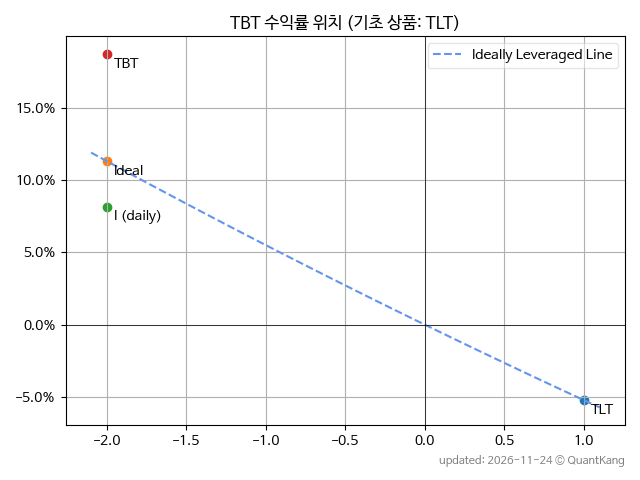 TBT 수익률 위치 (기초 상품: TLT)
Ideally Leveraged Line
TBT
15.0%
Ideal
10.0%
I (daily)
5.0%
0.0%
−5.0%
TLT
−2.0 −1.5 −1.0 −0.5 0.0 0.5 1.0
updated: 2026-11-24 © QuantKang